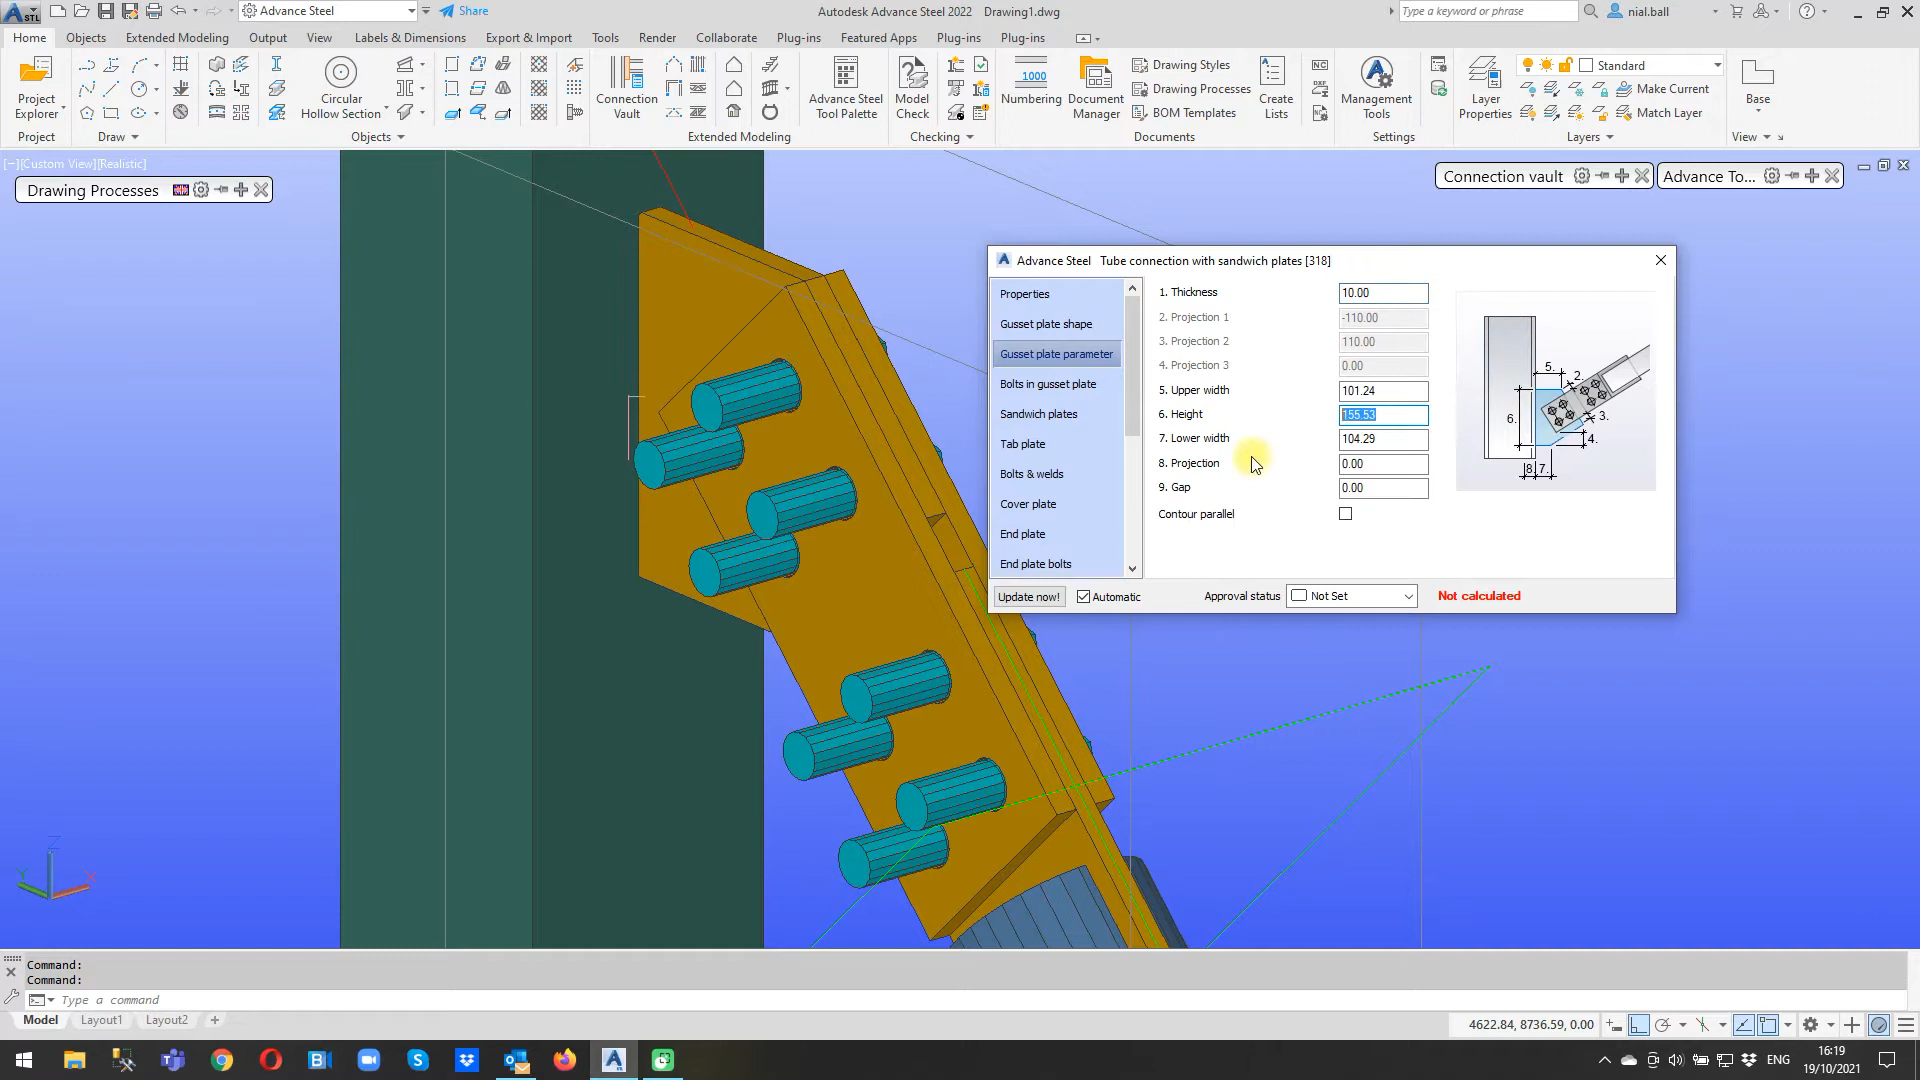 STL
Advance Steel
Share
Autodesk Advance Steel 2022 Drawing1.dwg
Type a keyword or phrase
nial.ball
Home
Objects
Extended Modeling
Output
View
Labels & Dimensions
Export & Import
Tools
Render
Collaborate
Plug-ins
Featured Apps
Plug-ins
Plug-ins
Project Explorer
Project
Draw
Circular Hollow Section
Objects
Connection Vault
Extended Modeling
Advance Steel Tool Palette
Model Check
Checking
1000
Numbering
Document Manager
Drawing Styles
Drawing Processes
BOM Templates
Create Lists
Documents
NC
DXF
Management Tools
Settings
Layer Properties
Standard
Make Current
Match Layer
Layers
Base
View
[−][Custom View][Realistic]
Drawing Processes
Connection vault
Advance To...
Advance Steel Tube connection with sandwich plates [318]
Properties
Gusset plate shape
Gusset plate parameter
Bolts in gusset plate
Sandwich plates
Tab plate
Bolts & welds
Cover plate
End plate
End plate bolts
1. Thickness 10.00
2. Projection 1 -110.00
3. Projection 2 110.00
4. Projection 3 0.00
5. Upper width 101.24
6. Height 155.53
7. Lower width 104.29
8. Projection 0.00
9. Gap 0.00
Contour parallel
5.
2.
6.
3.
4.
8.
7.
Update now!
Automatic
Approval status
Not Set
Not calculated
Z
Y
X
Command:
Command:
Type a command
Model
Layout1
Layout2
4622.84, 8736.59, 0.00
ENG
16:19
19/10/2021